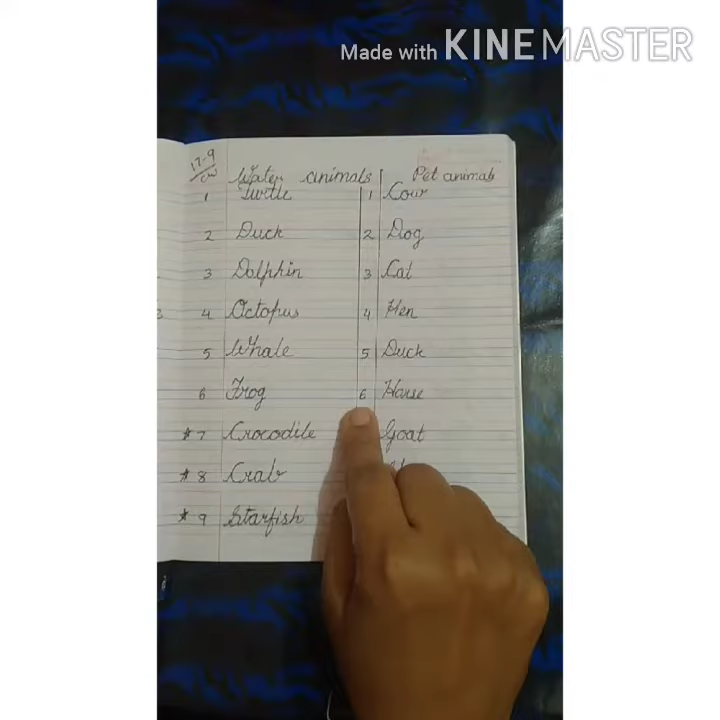 Made with KINEMASTER
17-9
CW
Water animals Pet animals
1 Turtle 1 Cow
2 Duck 2 Dog
3 Dolphin 3 Cat
4 Octopus 4 Hen
5 Whale 5 Duck
6 Frog 6 Horse
*7 Crocodile Goat
*8 Crab
*9 Starfish